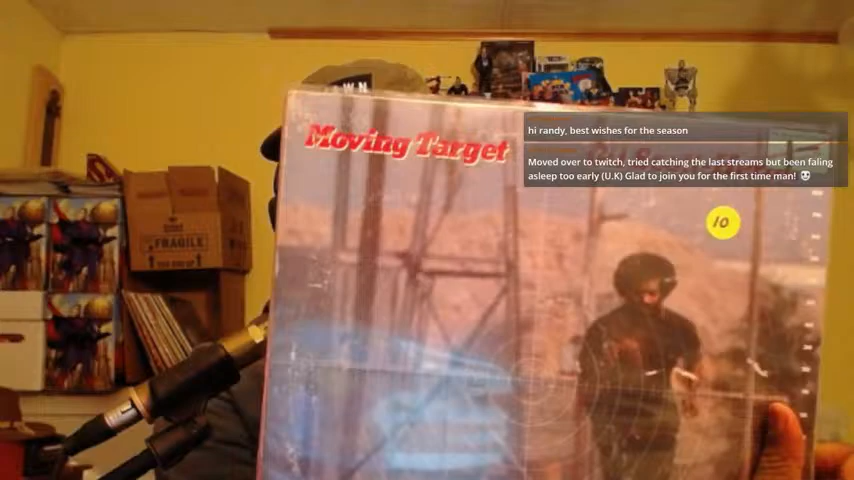 Moving Target
hi randy, best wishes for the season
Moved over to twitch, tried catching the last streams but been faling
asleep too early (U.K) Glad to join you for the first time man!
10
FRAGILE